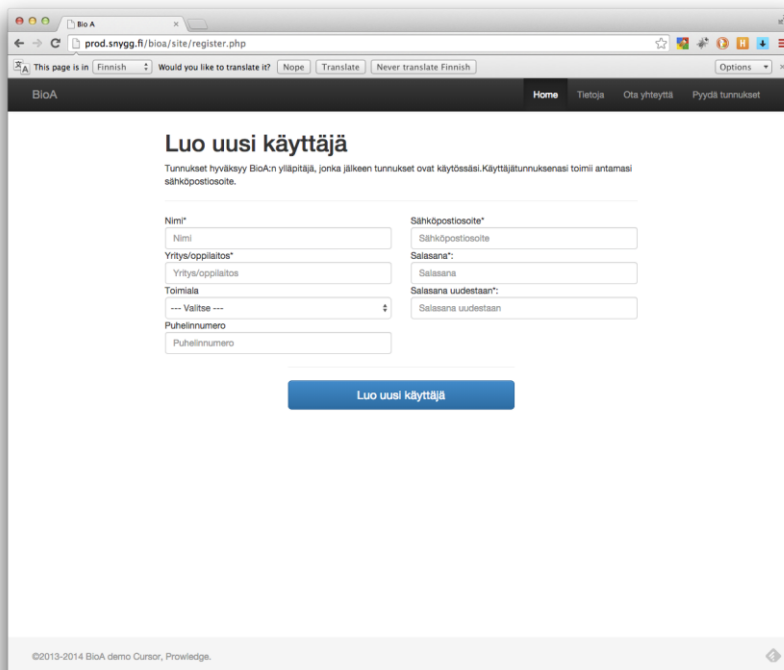 Bio A
prod.snygg.fi/bioa/site/register.php
This page is in Finnish Would you like to translate it? Nope Translate Never translate Finnish Options
BioA Home Tietoja Ota yhteyttä Pyydä tunnukset
Luo uusi käyttäjä
Tunnukset hyväksyy BioA:n ylläpitäjä, jonka jälkeen tunnukset ovat käytössäsi.Käyttäjätunnuksenasi toimii antamasi
sähköpostiosoite.
Nimi* Sähköpostiosoite*
Nimi Sähköpostiosoite
Yritys/oppilaitos* Salasana*:
Yritys/oppilaitos Salasana
Toimiala Salasana uudestaan*:
--- Valitse --- Salasana uudestaan
Puhelinnumero
Puhelinnumero
Luo uusi käyttäjä
©2013-2014 BioA demo Cursor, Prowledge.